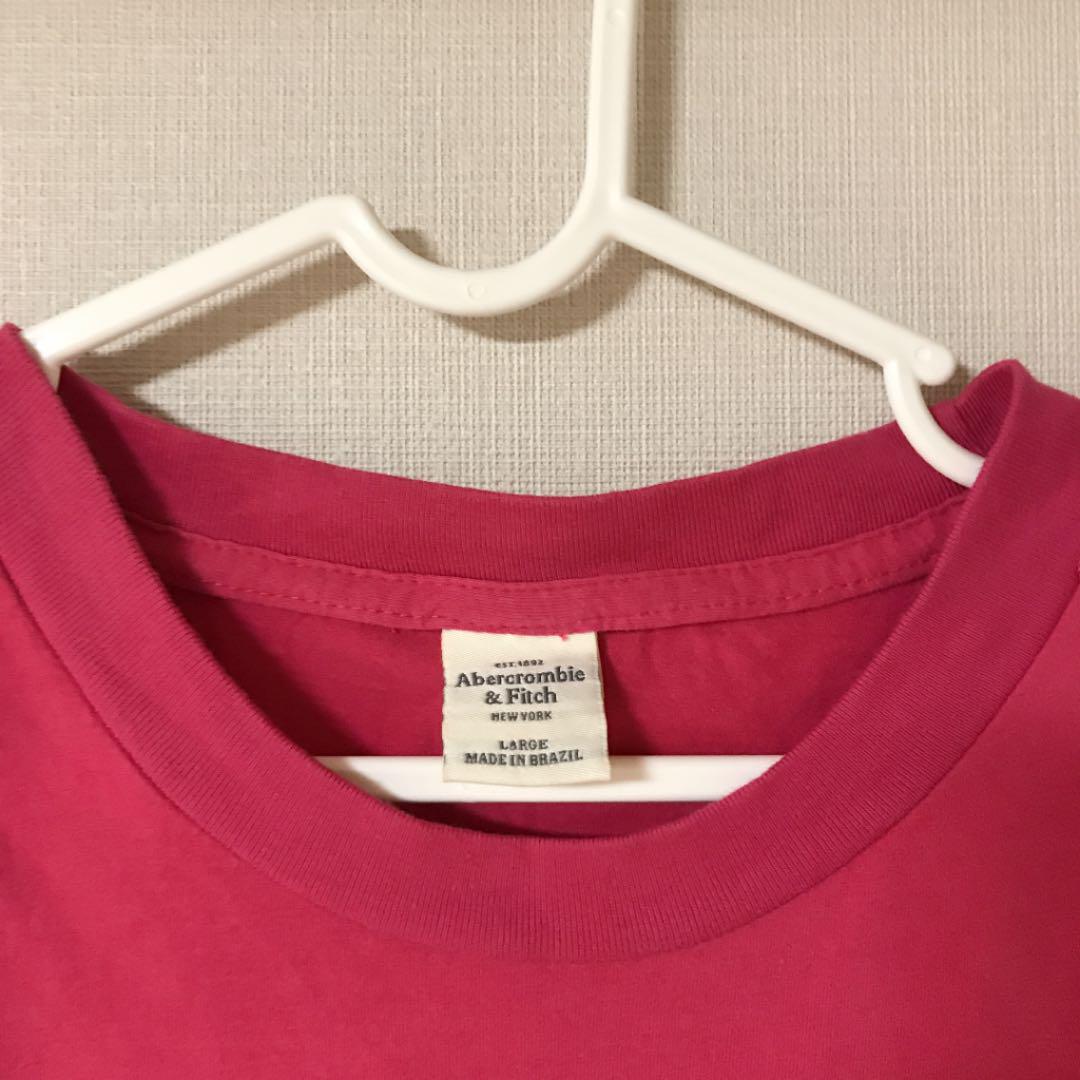 EST. 1892
Abercrombie
& Fitch
NEW YORK
LARGE
MADE IN BRAZIL